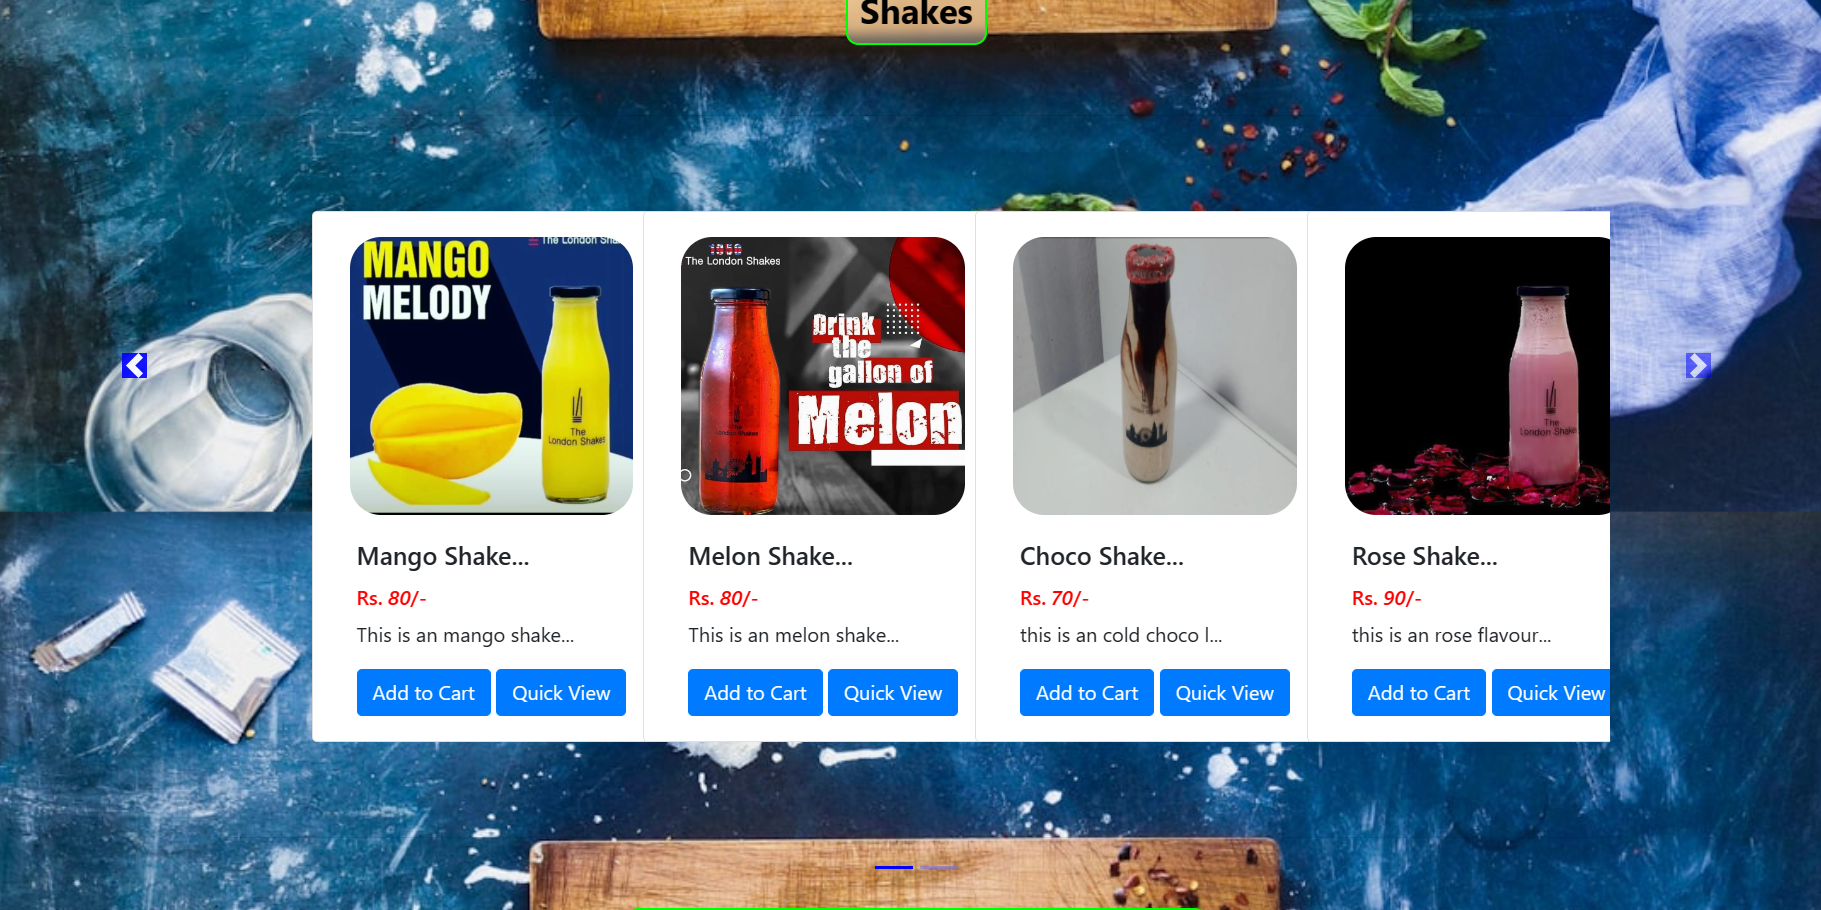 Shakes
The London Sha
MANGO
MELODY
The
London Shakes
1950
The London Shakes
Drink
the
gallon of
Melon
The London Shakes
Mango Shake...
Rs. 80/-
This is an mango shake...
Add to Cart
Quick View
Melon Shake...
Rs. 80/-
This is an melon shake...
Add to Cart
Quick View
Choco Shake...
Rs. 70/-
this is an cold choco l...
Add to Cart
Quick View
Rose Shake...
Rs. 90/-
this is an rose flavour...
Add to Cart
Quick View